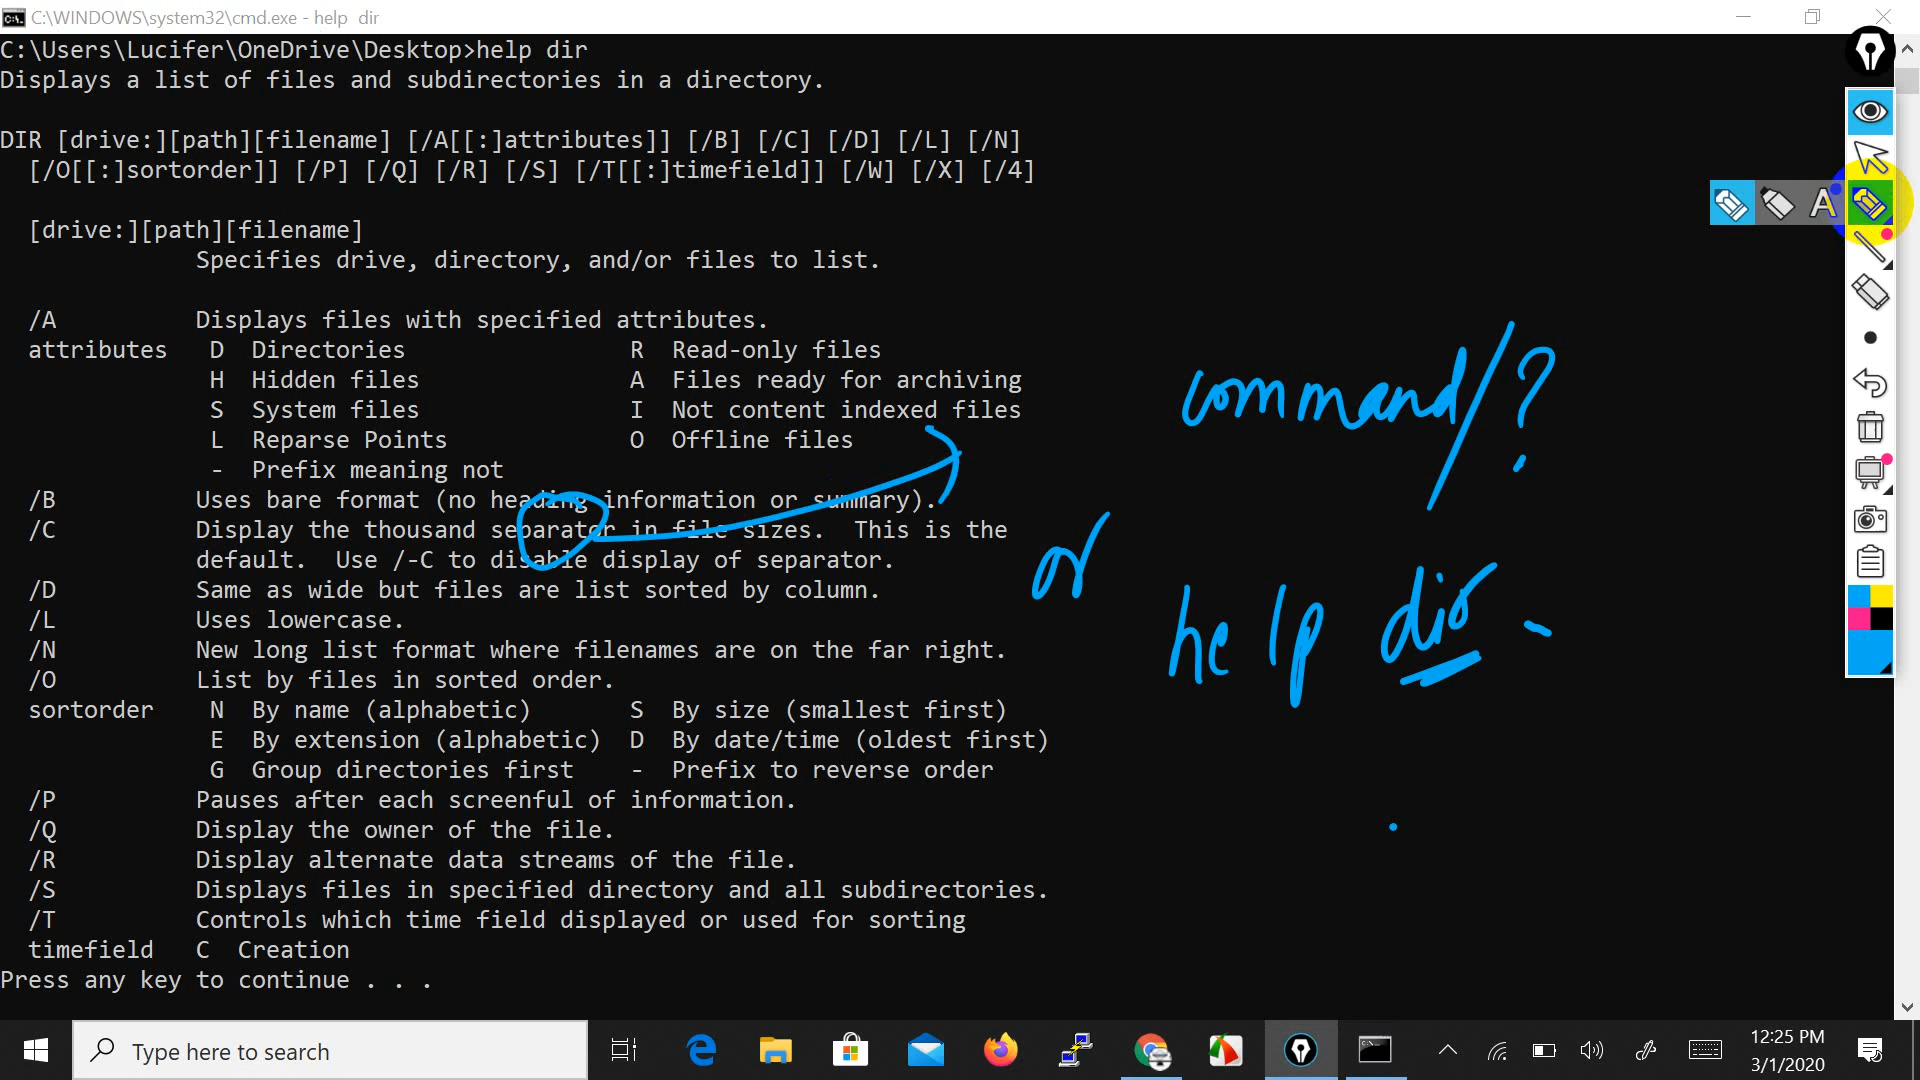 C:\WINDOWS\system32\cmd.exe - help  dir
C:\Users\Lucifer\OneDrive\Desktop>help dir
Displays a list of files and subdirectories in a directory.
DIR [drive:][path][filename] [/A[[:]attributes]] [/B] [/C] [/D] [/L] [/N]
  [/O[[:]sortorder]] [/P] [/Q] [/R] [/S] [/T[[:]timefield]] [/W] [/X] [/4]
  [drive:][path][filename]
              Specifies drive, directory, and/or files to list.
  /A          Displays files with specified attributes.
  attributes   D  Directories                R  Read-only files
               H  Hidden files               A  Files ready for archiving
               S  System files               I  Not content indexed files
               L  Reparse Points             O  Offline files
               -  Prefix meaning not
  /B          Uses bare format (no heading information or summary).
  /C          Display the thousand separator in file sizes.  This is the
              default.  Use /-C to disable display of separator.
  /D          Same as wide but files are list sorted by column.
  /L          Uses lowercase.
  /N          New long list format where filenames are on the far right.
  /O          List by files in sorted order.
  sortorder    N  By name (alphabetic)       S  By size (smallest first)
               E  By extension (alphabetic)  D  By date/time (oldest first)
               G  Group directories first    -  Prefix to reverse order
  /P          Pauses after each screenful of information.
  /Q          Display the owner of the file.
  /R          Display alternate data streams of the file.
  /S          Displays files in specified directory and all subdirectories.
  /T          Controls which time field displayed or used for sorting
  timefield   C  Creation
Press any key to continue . . .
command/?
or
help dir -
A
Type here to search
12:25 PM
3/1/2020